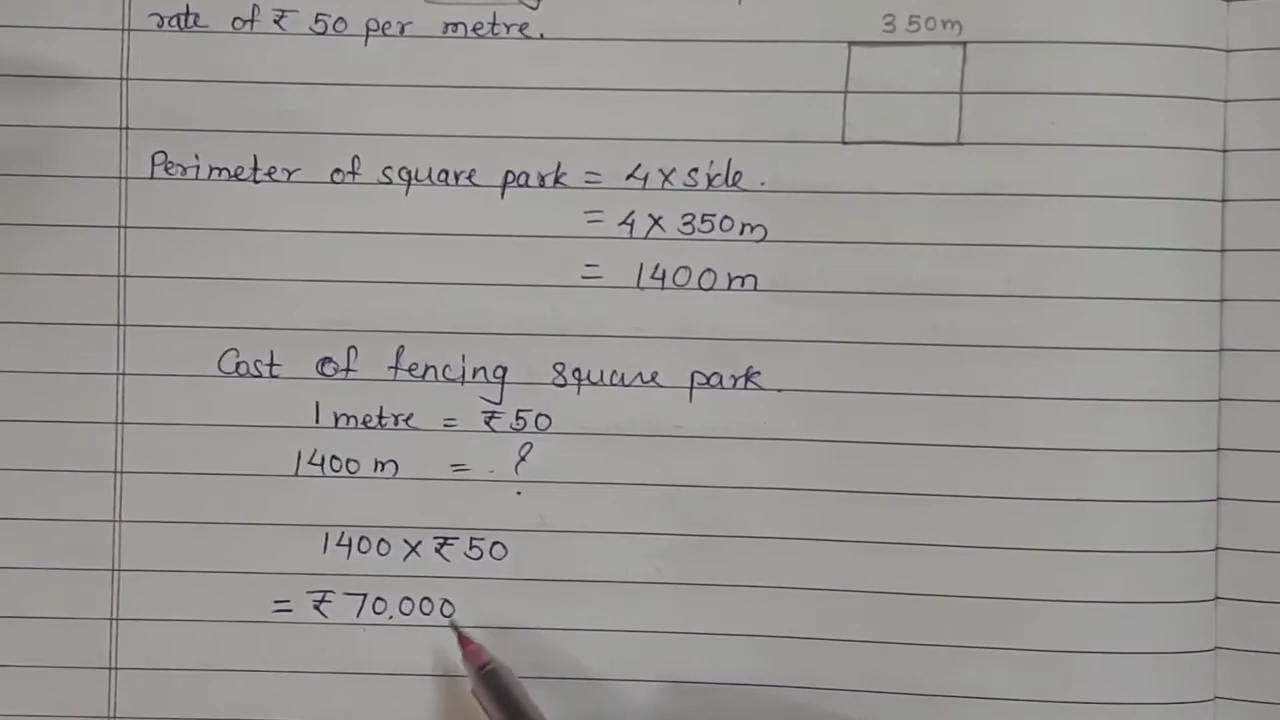 rate of ₹ 50 per metre.
350m
Perimeter of square park = 4 x side.
= 4 x 350m
= 1400m
Cost of fencing square park.
1 metre = ₹50
1400 m = . ?
1400 x ₹50
= ₹70,000